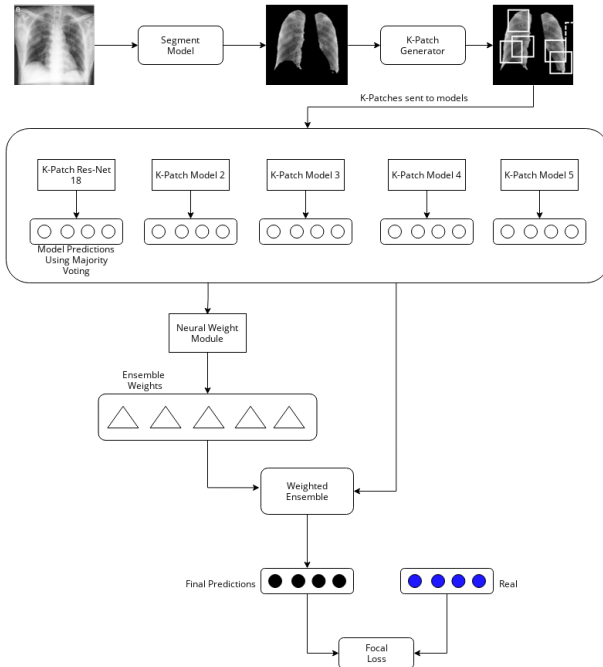 Segment
Model
K-Patch
Generator
K-Patches sent to models
K-Patch Res-Net
18
K-Patch Model 2
K-Patch Model 3
K-Patch Model 4
K-Patch Model 5
Model Predictions
Using Majority
Voting
Neural Weight
Module
Ensemble
Weights
Weighted
Ensemble
Final Predictions
Real
Focal
Loss